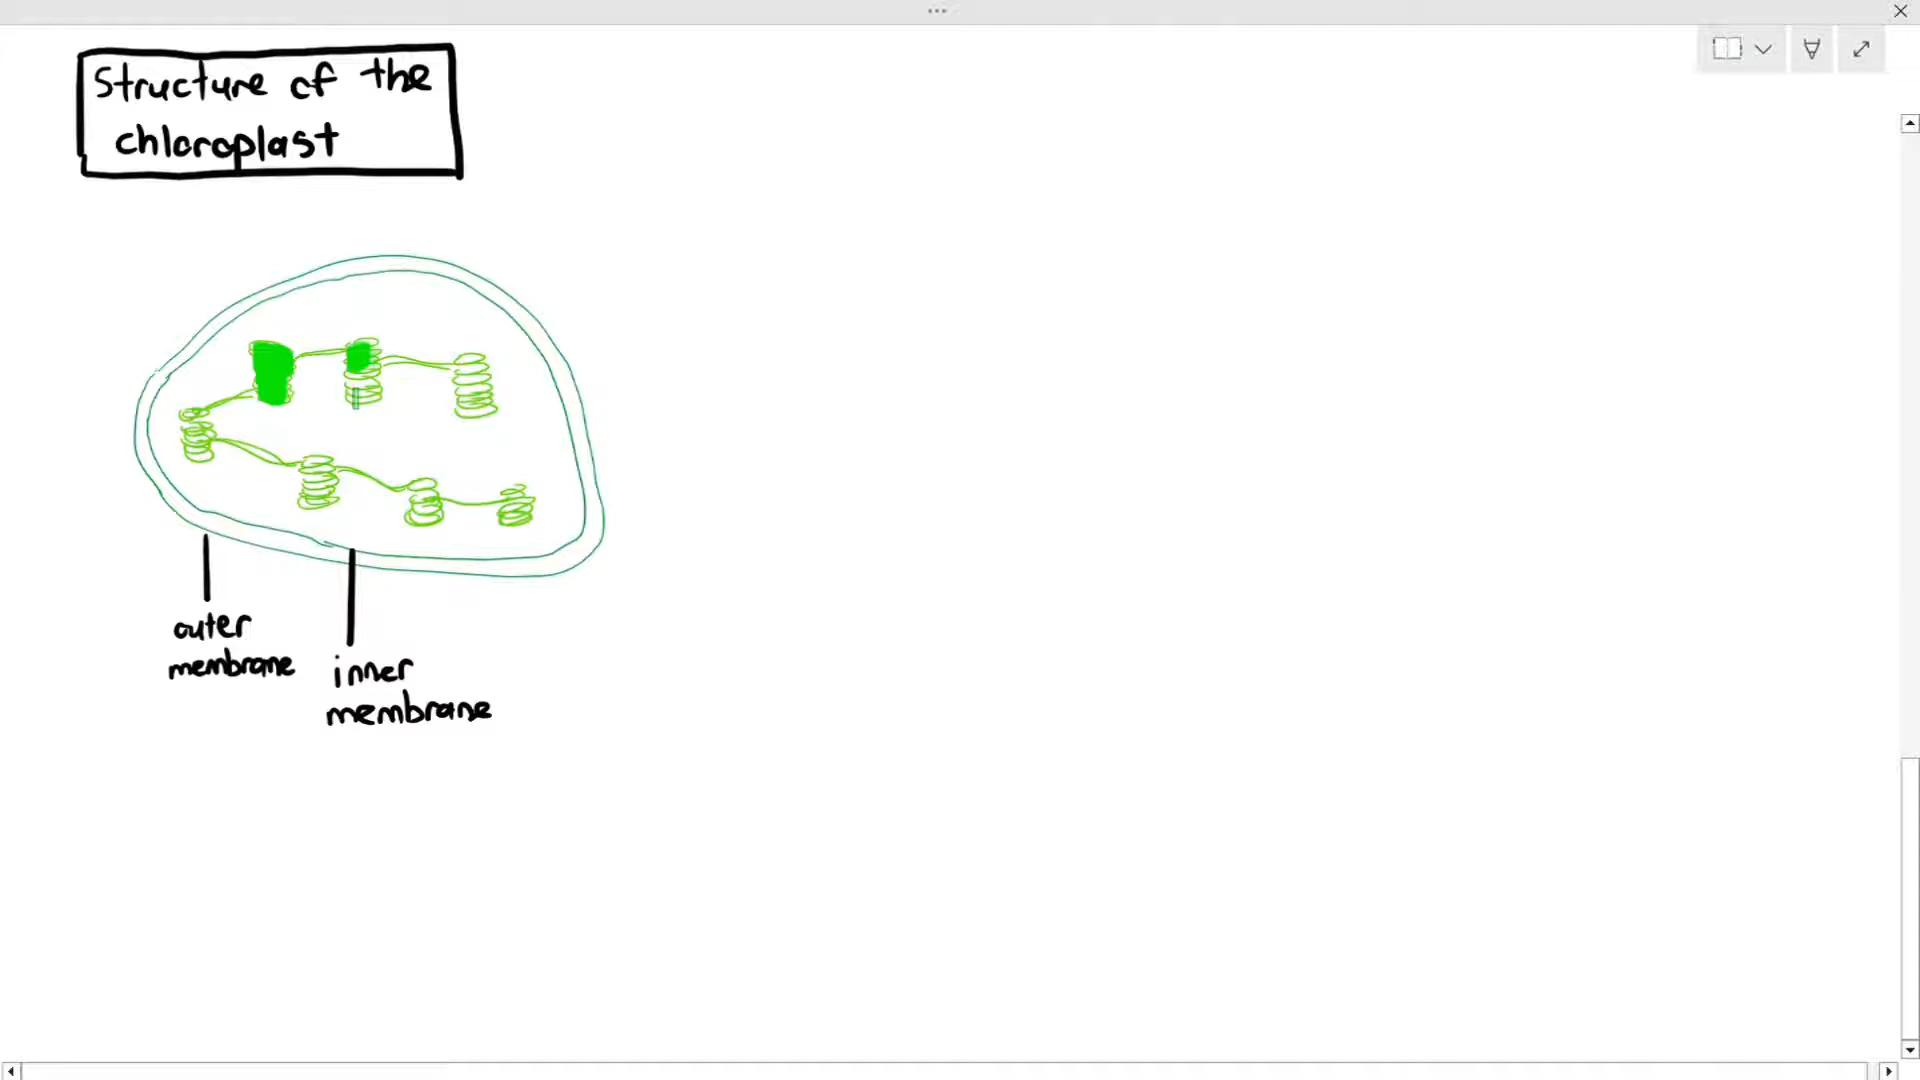 Structure of the
chloroplast
outer
membrane
inner
membrane